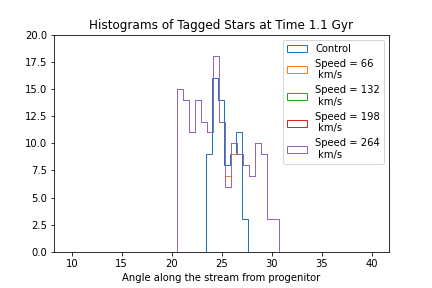 Histograms of Tagged Stars at Time 1.1 Gyr
20.0
17.5
15.0
12.5
10.0
7.5
5.0
2.5
0.0
Control
Speed = 66
km/s
Speed = 132
km/s
Speed = 198
km/s
Speed = 264
km/s
10 15 20 25 30 35 40
Angle along the stream from progenitor